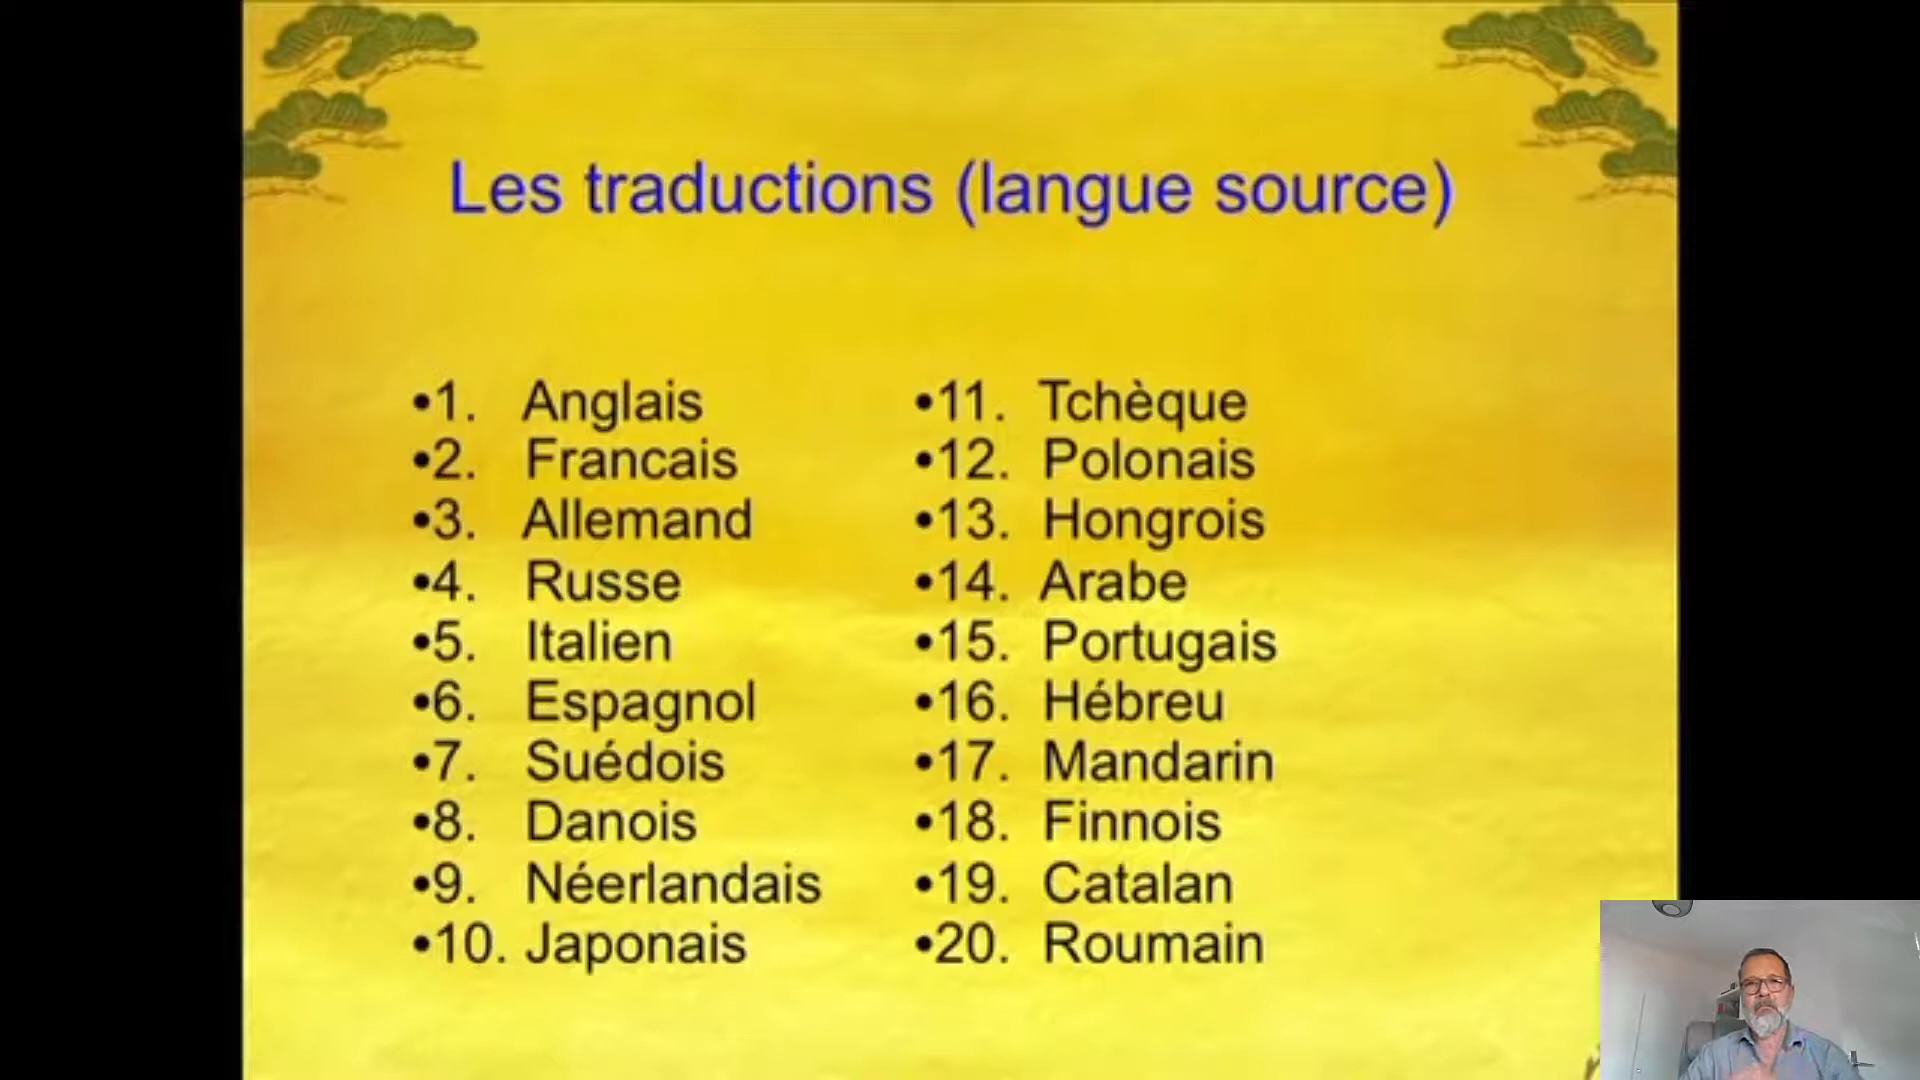 Les traductions (langue source)
•1. Anglais
•2. Francais
•3. Allemand
•4. Russe
•5. Italien
•6. Espagnol
•7. Suédois
•8. Danois
•9. Néerlandais
•10. Japonais
•11. Tchèque
•12. Polonais
•13. Hongrois
•14. Arabe
•15. Portugais
•16. Hébreu
•17. Mandarin
•18. Finnois
•19. Catalan
•20. Roumain